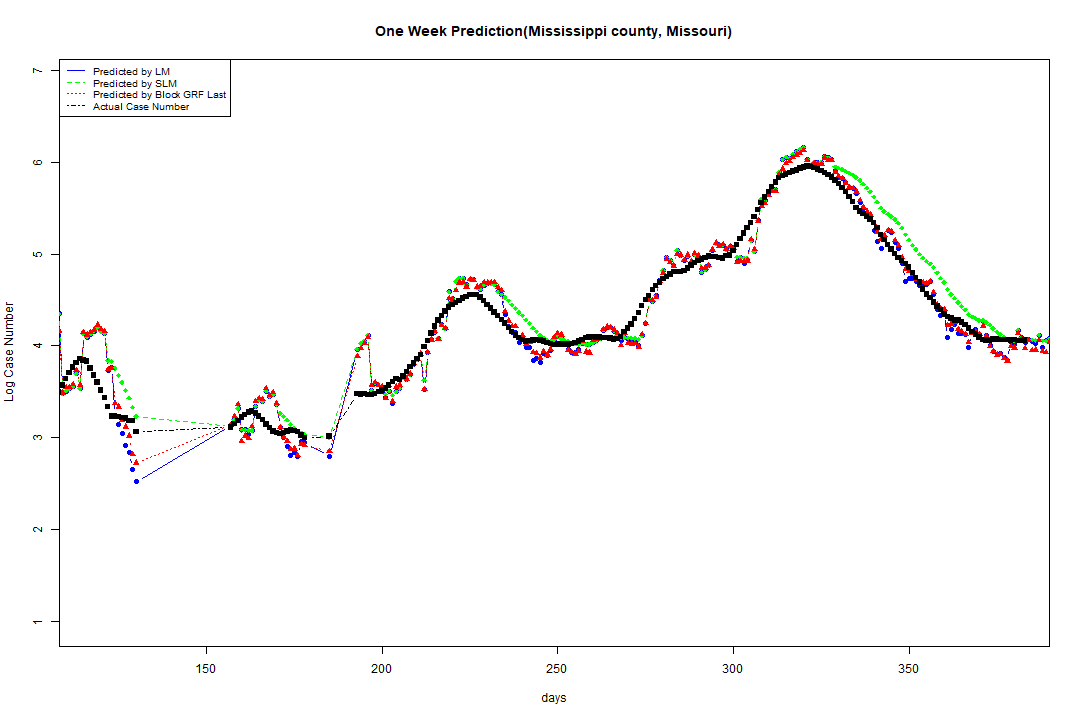 One Week Prediction(Mississippi county, Missouri)
Predicted by LM
Predicted by SLM
Predicted by Block GRF Last
Actual Case Number
Log Case Number
7
6
5
4
3
2
1
150 200 250 300 350
days